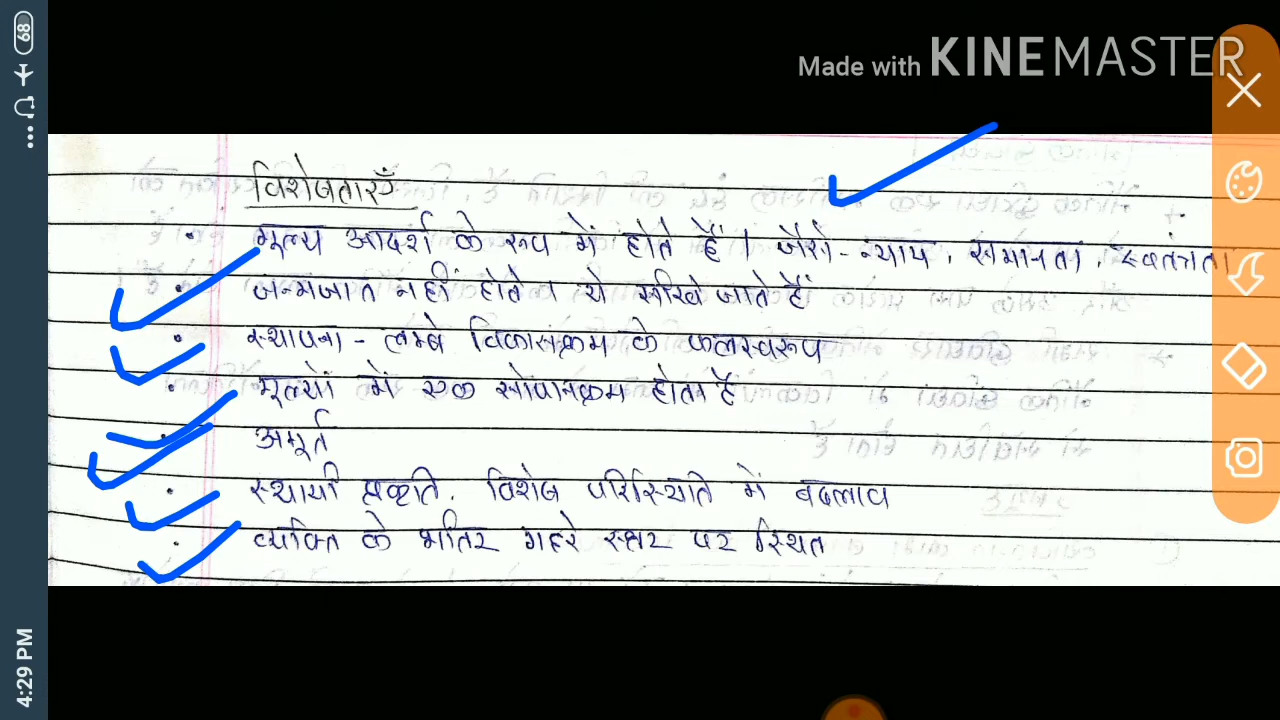 Made with KINEMASTER
विशेषताएँ
• मूल्य आदर्श के रूप में होते हैं। जैसे - न्याय, समानता, स्वतंत्रता
• जन्मजात नहीं होते व ये सीखे जाते हैं
• स्थापना - लम्बे विकासक्रम के फलस्वरूप
• मूल्यों में एक सोपानक्रम होता है
• अमूर्त
• स्थायी प्रकृति. विशेष परिस्थिति में बदलाव
• व्यक्ति के भीतर गहरे स्तर पर स्थित
68
4:29 PM